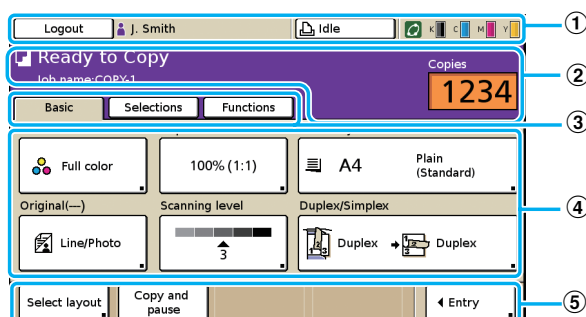 Logout J. Smith Idle K C M Y
1
Ready to Copy
Copies
2
Job name:COPY-1
1234
Basic Selections Functions
3
Full color 100% (1:1) A4 Plain
(Standard)
Original(---) Scanning level Duplex/Simplex
4
Line/Photo 3 Duplex Duplex
Select layout Copy and
pause
Entry
5